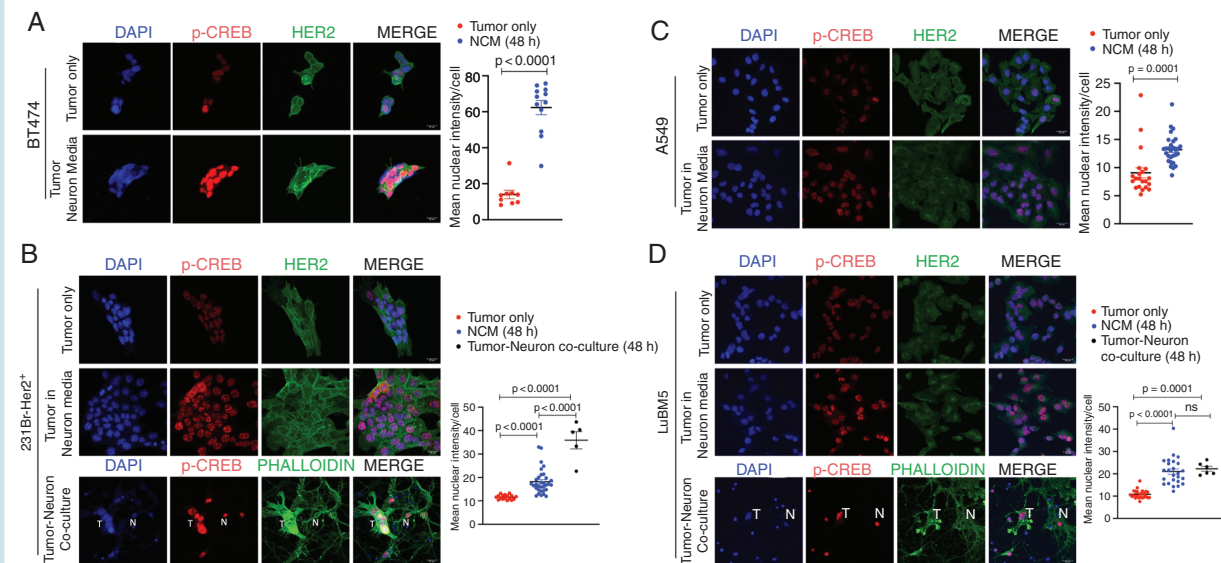 A
DAPI p-CREB HER2 MERGE
BT474
Tumor only
Tumor
Neuron Media
Tumor only
NCM (48 h)
p<0.0001
Mean nuclear intensity/cell
80
60
40
20
0
C
DAPI p-CREB HER2 MERGE
A549
Tumor only
Tumor in
Neuron Media
Tumor only
NCM (48 h)
p = 0.0001
Mean nuclear intensity/cell
25
20
15
10
5
0
B
DAPI p-CREB HER2 MERGE
231Br-Her2+
Tumor only
Tumor in
Neuron media
DAPI p-CREB PHALLOIDIN MERGE
Tumor-Neuron
Co-culture
T N T N T N T N
Tumor only
NCM (48 h)
Tumor-Neuron co-culture (48 h)
p<0.0001
p<0.0001
p<0.0001
Mean nuclear intensity/cell
50
40
30
20
10
0
D
DAPI p-CREB HER2 MERGE
LuBM5
Tumor only
Tumor in
Neuron media
DAPI p-CREB PHALLOIDIN MERGE
Tumor-Neuron
Co-culture
T N T N T N T N
Tumor only
NCM (48 h)
Tumor-Neuron
co-culture (48 h)
p = 0.0001
p<0.0001 ns
Mean nuclear intensity/cell
50
40
30
20
10
0